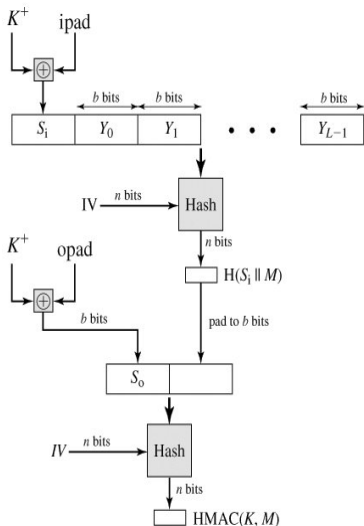 K+ ipad
⊕
b bits b bits b bits
Si Y0 Y1 • • • YL−1
IV n bits Hash
n bits
K+ opad
H(Si || M)
⊕
b bits pad to b bits
So
IV n bits Hash
n bits
HMAC(K, M)